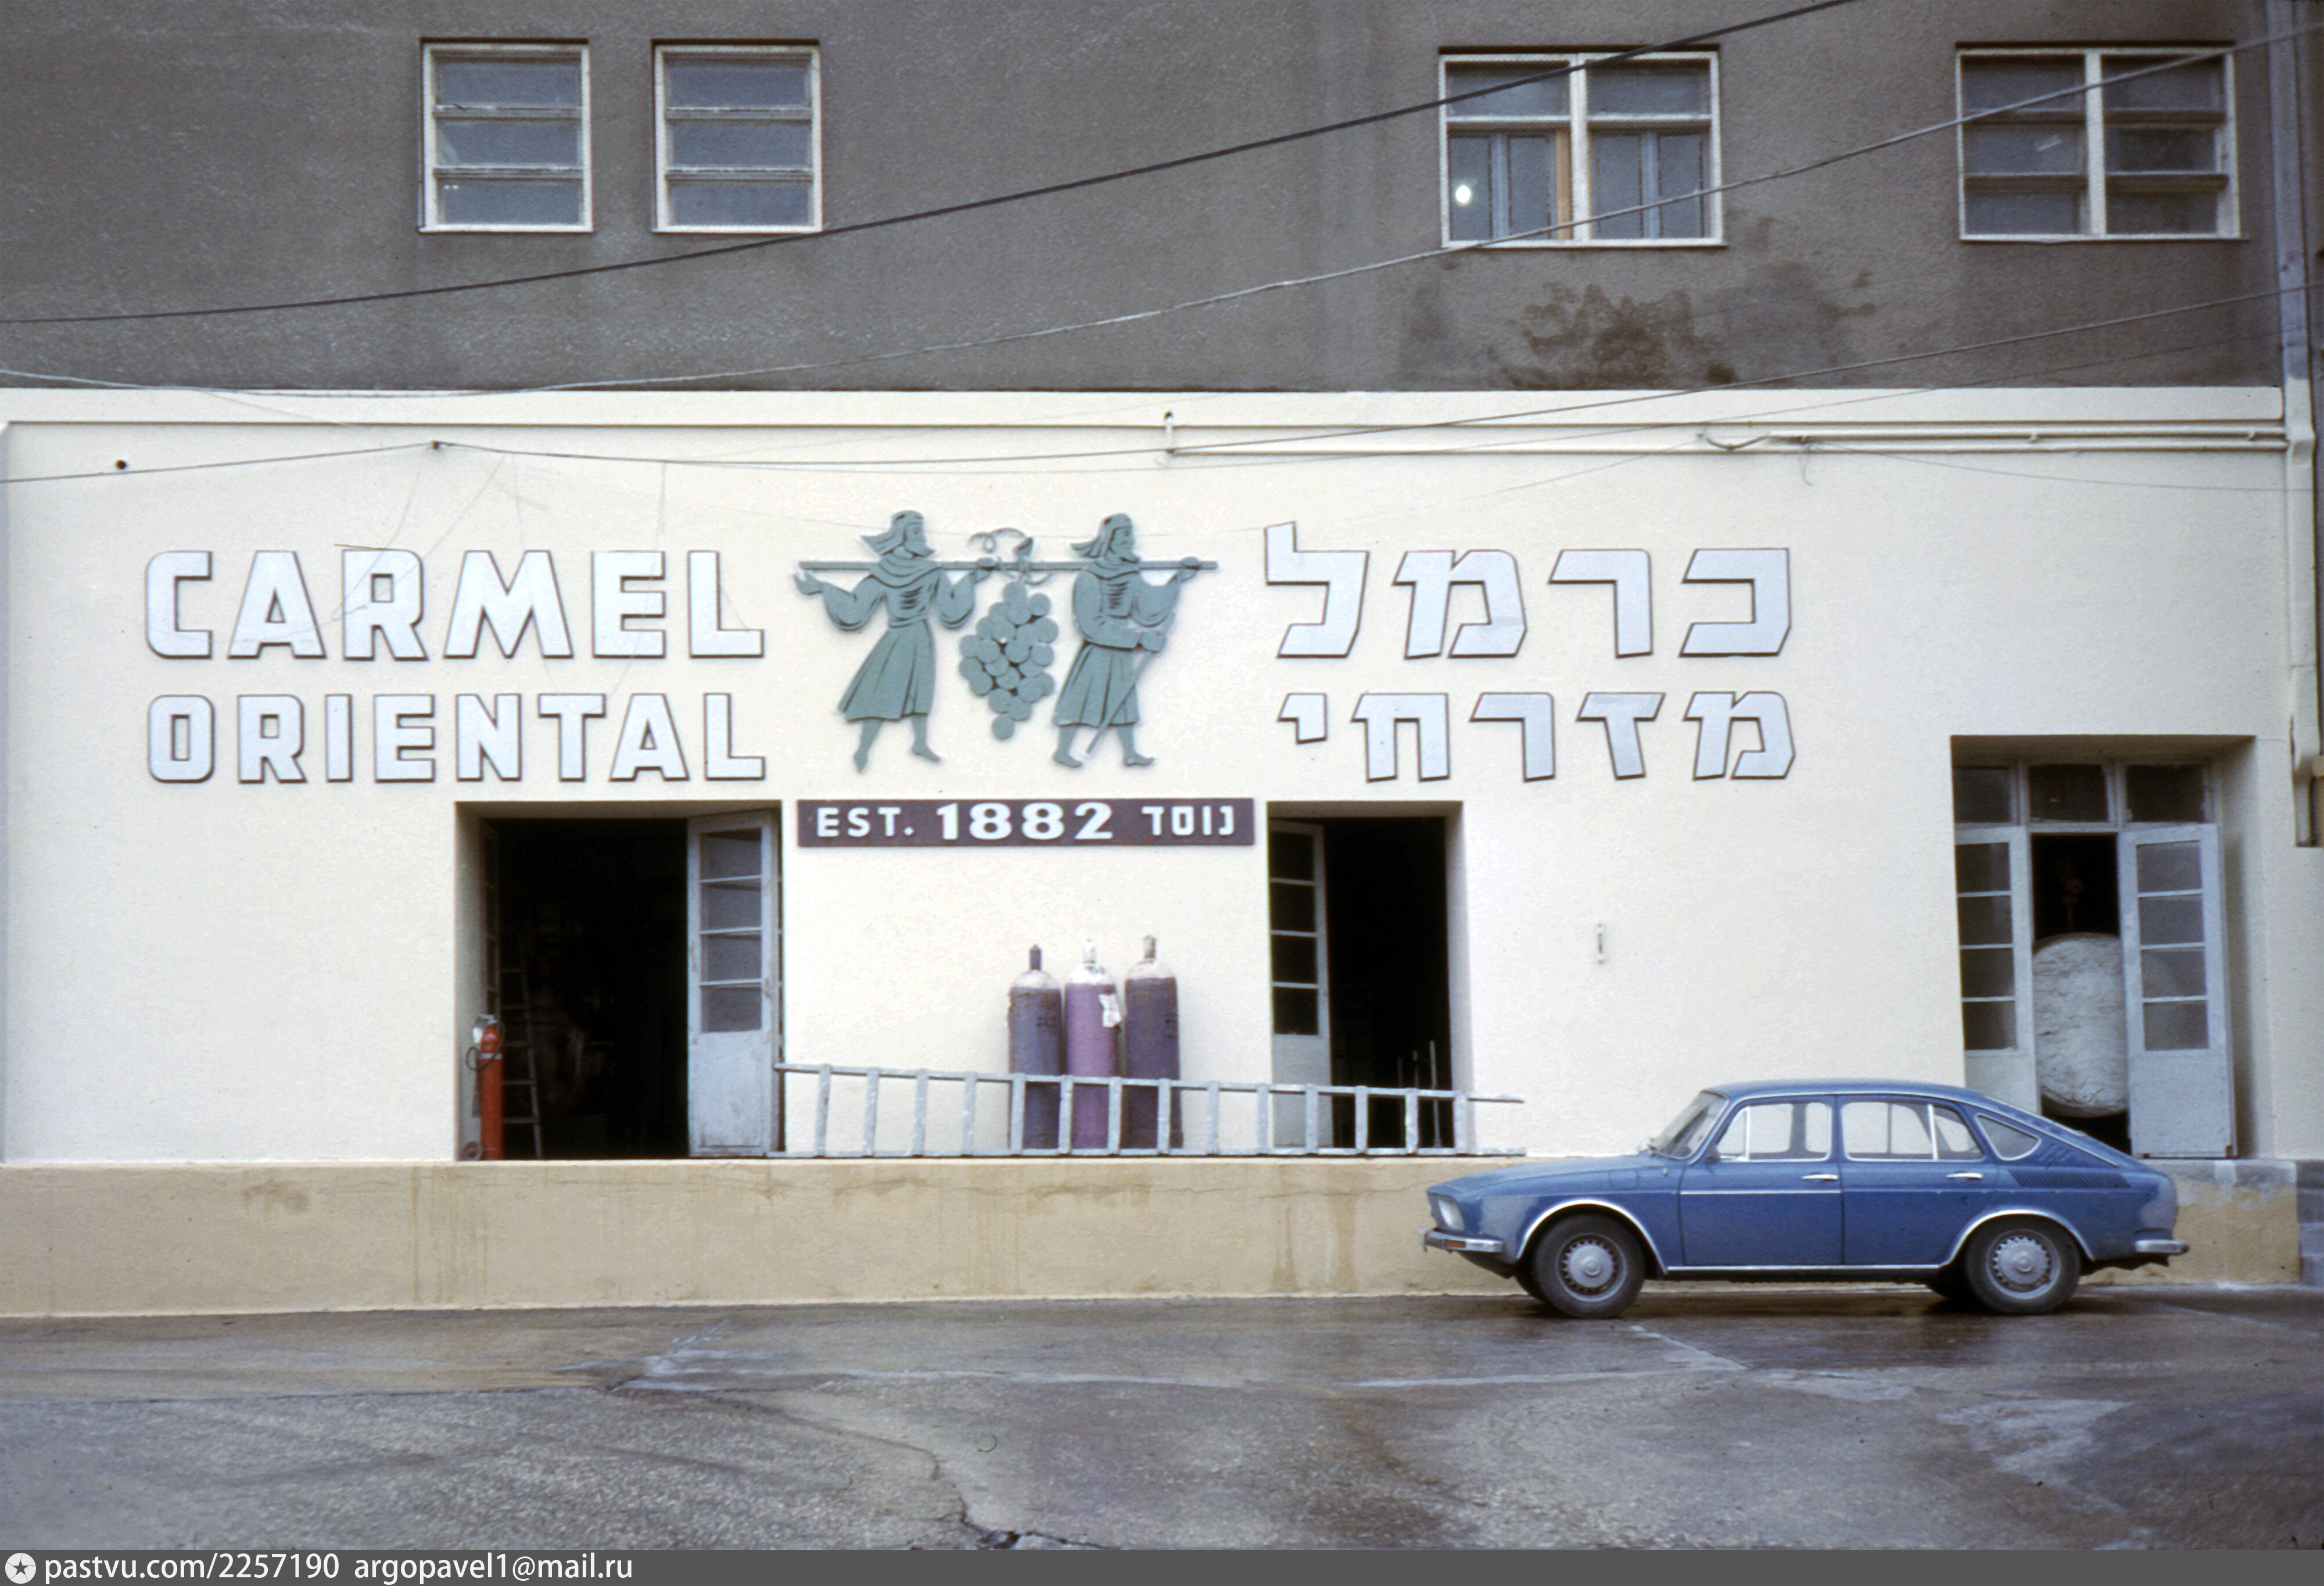 CARMEL
ORIENTAL
כרמל
מזרחי
EST. 1882 נוסד
pastvu.com/2257190 argopavel1@mail.ru